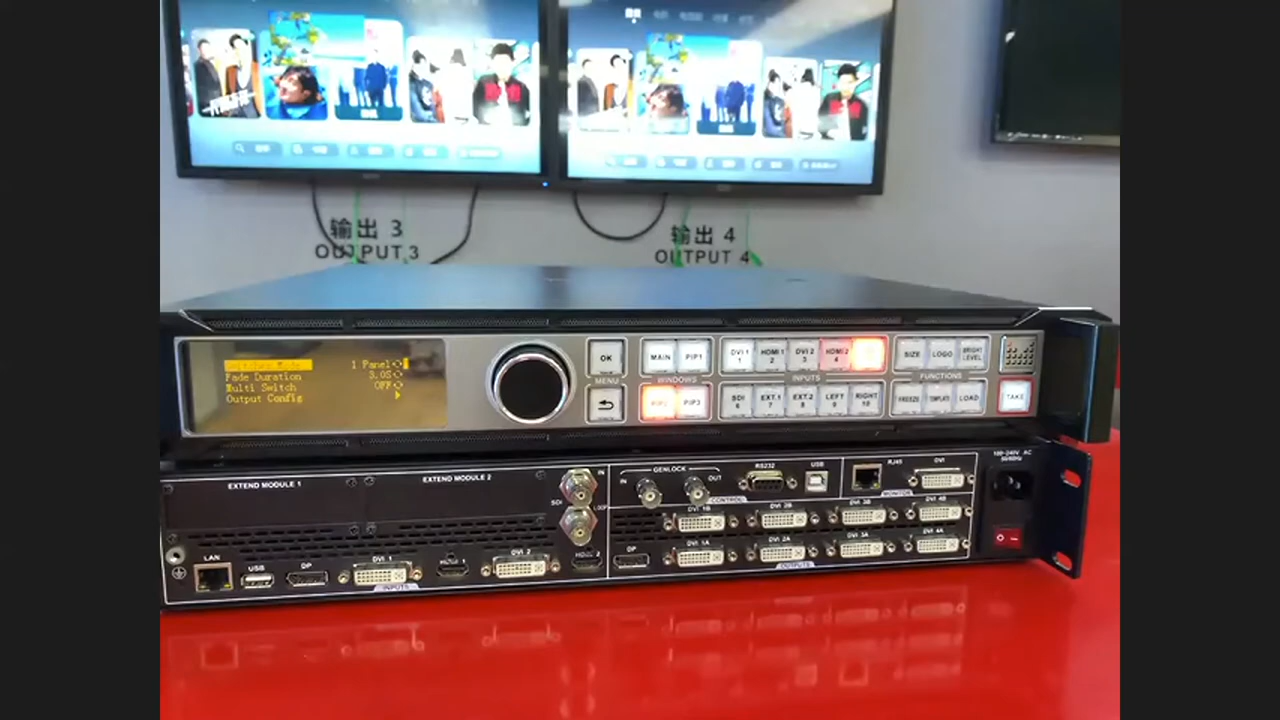 输出 3
OUTPUT 3
输出 4
OUTPUT 4
Switches Mode 1 Panel
Fade Duration 3.0S
Multi Switch OFF
Output Config
OK
MENU
MAIN PIP1
WINDOWS
PIP2 PIP3
DVI 1 1 HDMI 1 2 DVI 2 3 HDMI 2 4
INPUTS
SDI 6 EXT.1 7 EXT.2 8 LEFT 9 RIGHT 10
SIZE LOGO BRIGHT LEVEL
FUNCTIONS
FREEZE TEMPLATE LOAD
TAKE
EXTEND MODULE 1
EXTEND MODULE 2
IN
SDI
LOOP
LAN
USB
DP
DVI 1
HDMI 1
DVI 2
HDMI 2
INPUTS
GENLOCK
IN
OUT
RS232
USB
CONTROL
RJ45
DVI
MONITOR
DVI 1B
DVI 2B
DVI 3B
DVI 4B
DP
DVI 1A
DVI 2A
DVI 3A
DVI 4A
OUTPUTS
100-240V AC
50/60Hz